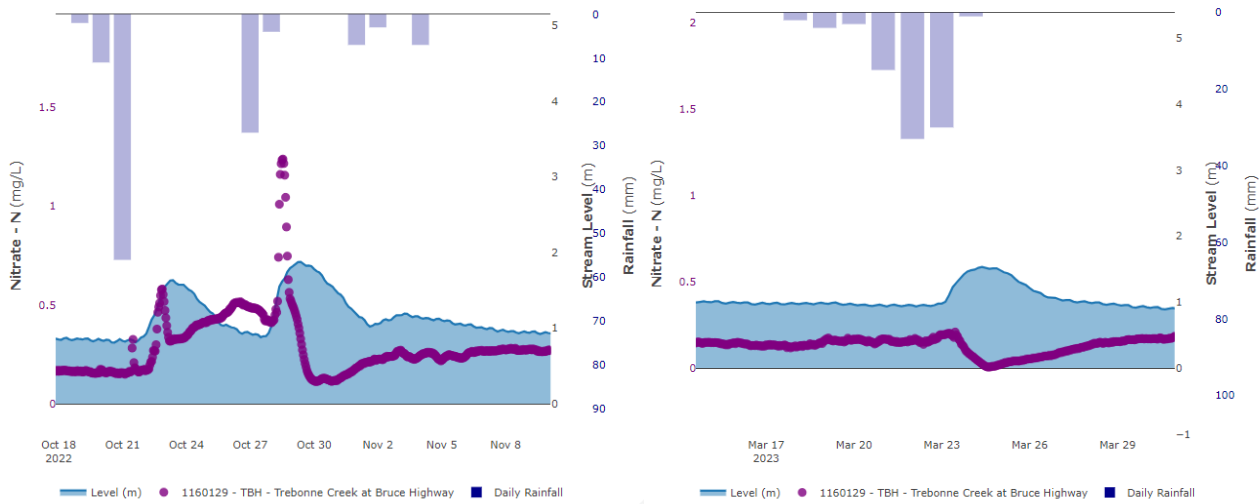 5
0
10
20
30
40
50
60
70
80
90
1.5
1
0.5
0
4
3
2
1
0
Nitrate - N (mg/L)
Stream Level (m)
Rainfall (mm)
Oct 18
2022
Oct 21
Oct 24
Oct 27
Oct 30
Nov 2
Nov 5
Nov 8
Level (m)
1160129 - TBH - Trebonne Creek at Bruce Highway
Daily Rainfall
2
1.5
1
0.5
0
5
4
3
2
1
0
−1
0
20
40
60
80
100
Nitrate - N (mg/L)
Stream Level (m)
Rainfall (mm)
Mar 17
2023
Mar 20
Mar 23
Mar 26
Mar 29
Level (m)
1160129 - TBH - Trebonne Creek at Bruce Highway
Daily Rainfall